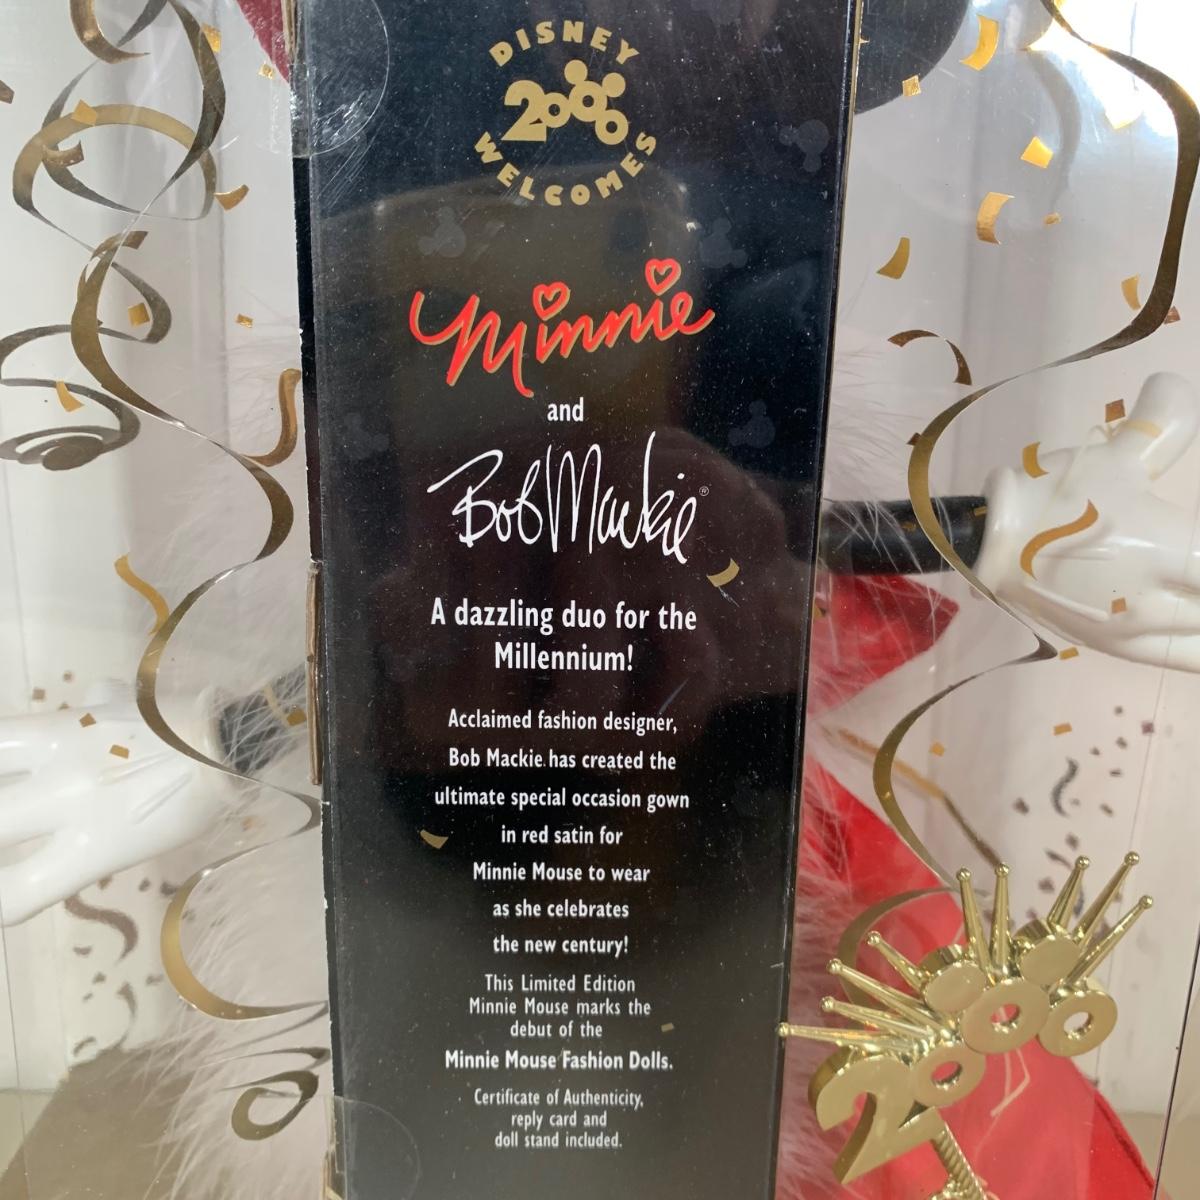 DISNEY
2000
WELCOMES
Minnie
and
Bob Mackie®
A dazzling duo for the
Millennium!
Acclaimed fashion designer,
Bob Mackie has created the
ultimate special occasion gown
in red satin for
Minnie Mouse to wear
as she celebrates
the new century!
This Limited Edition
Minnie Mouse marks the
debut of the
Minnie Mouse Fashion Dolls.
Certificate of Authenticity,
reply card and
doll stand included.
2000